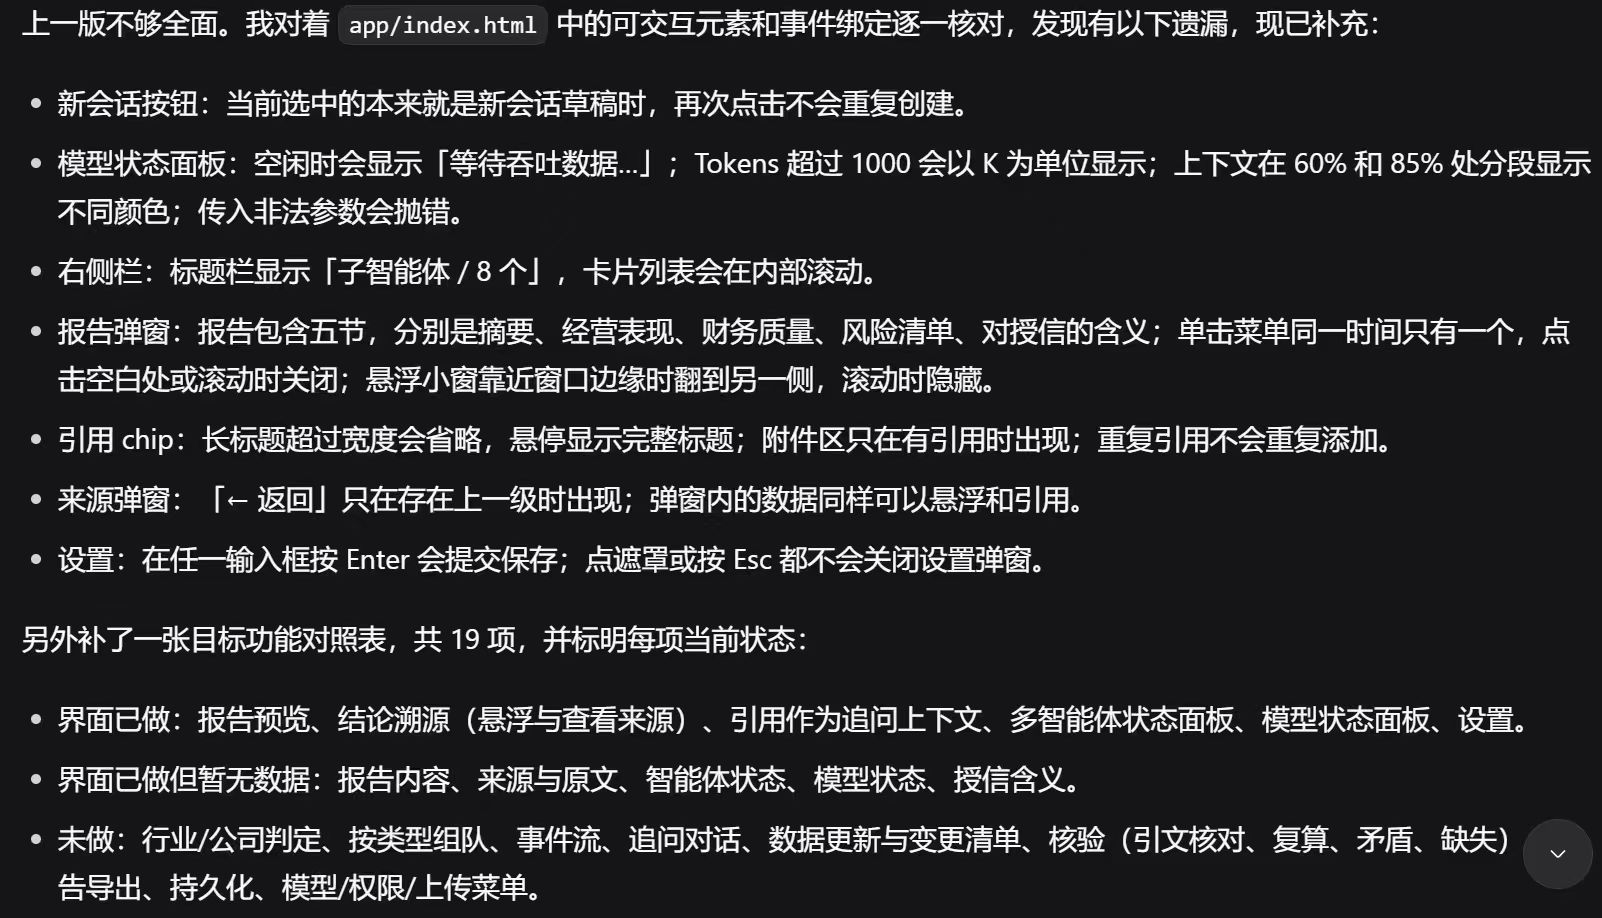 上一版不够全面。我对着 app/index.html 中的可交互元素和事件绑定逐一核对，发现有以下遗漏，现已补充：
• 新会话按钮：当前选中的本来就是新会话草稿时，再次点击不会重复创建。
• 模型状态面板：空闲时会显示「等待吞吐数据…」；Tokens 超过 1000 会以 K 为单位显示；上下文在 60% 和 85% 处分段显示
不同颜色；传入非法参数会抛错。
• 右侧栏：标题栏显示「子智能体 / 8 个」，卡片列表会在内部滚动。
• 报告弹窗：报告包含五节，分别是摘要、经营表现、财务质量、风险清单、对授信的含义；单击菜单同一时间只有一个，点
击空白处或滚动时关闭；悬浮小窗靠近窗口边缘时翻到另一侧，滚动时隐藏。
• 引用 chip：长标题超过宽度会省略，悬停显示完整标题；附件区只在有引用时出现；重复引用不会重复添加。
• 来源弹窗：「← 返回」只在存在上一级时出现；弹窗内的数据同样可以悬浮和引用。
• 设置：在任一输入框按 Enter 会提交保存；点遮罩或按 Esc 都不会关闭设置弹窗。
另外补了一张目标功能对照表，共 19 项，并标明每项当前状态：
• 界面已做：报告预览、结论溯源（悬浮与查看来源）、引用作为追问上下文、多智能体状态面板、模型状态面板、设置。
• 界面已做但暂无数据：报告内容、来源与原文、智能体状态、模型状态、授信含义。
• 未做：行业/公司判定、按类型组队、事件流、追问对话、数据更新与变更清单、核验（引文核对、复算、矛盾、缺失）
告导出、持久化、模型/权限/上传菜单。